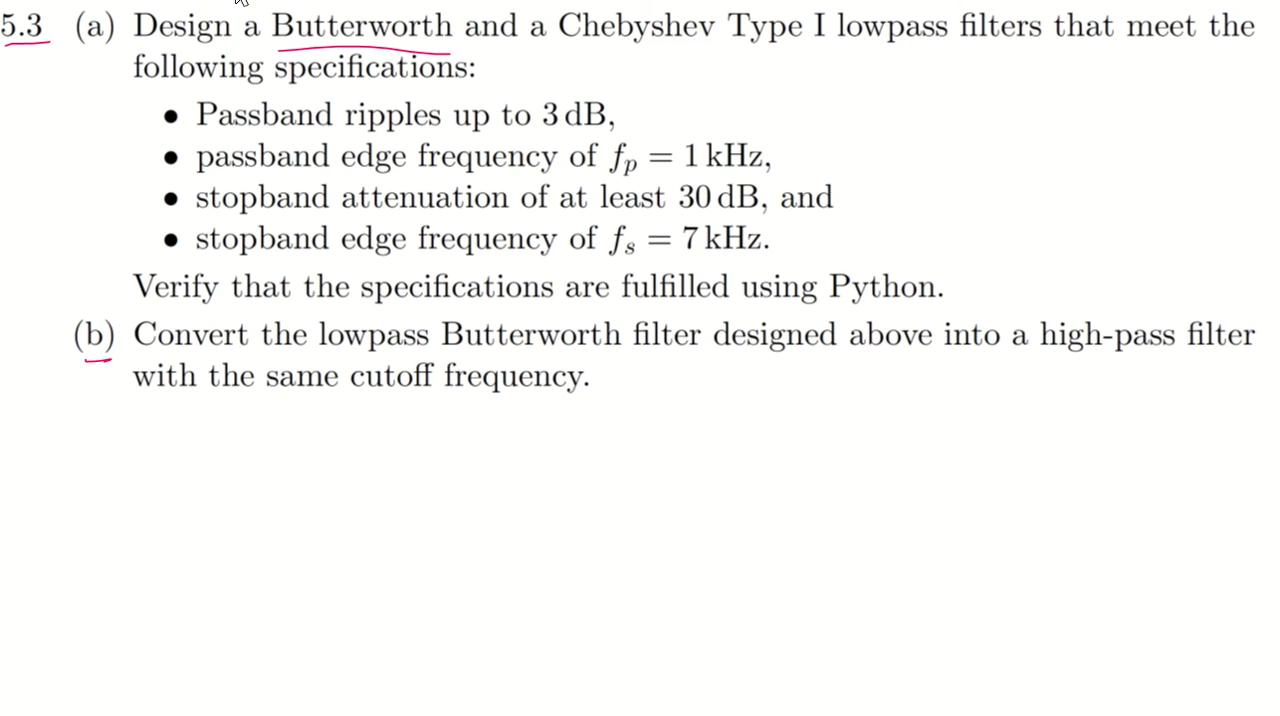 5.3 (a) Design a Butterworth and a Chebyshev Type I lowpass filters that meet the
following specifications:
• Passband ripples up to 3 dB,
• passband edge frequency of fₚ = 1 kHz,
• stopband attenuation of at least 30 dB, and
• stopband edge frequency of fₛ = 7 kHz.
Verify that the specifications are fulfilled using Python.
(b) Convert the lowpass Butterworth filter designed above into a high-pass filter
with the same cutoff frequency.